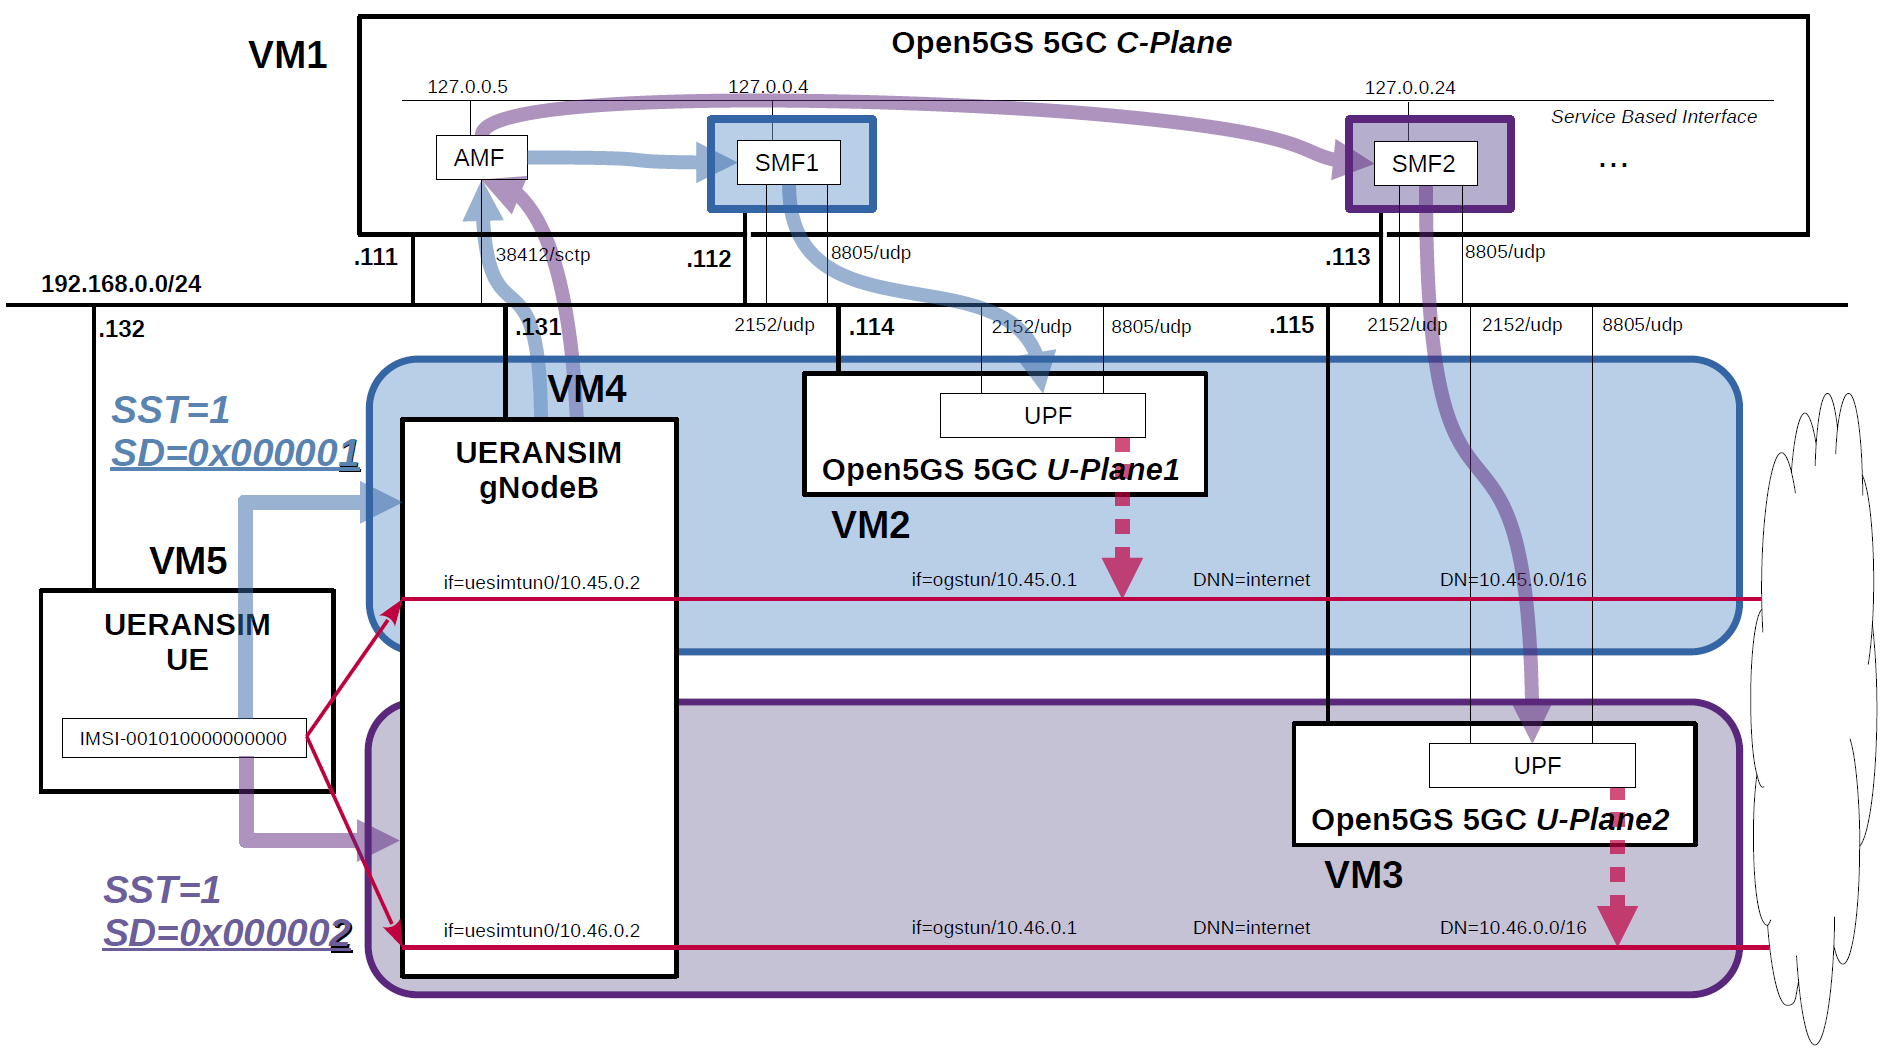 VM1
Open5GS 5GC C-Plane
127.0.0.5
127.0.0.4
127.0.0.24
Service Based Interface
AMF
SMF1
SMF2
...
.111
38412/sctp
.112
8805/udp
.113
8805/udp
192.168.0.0/24
.132
.131
2152/udp
.114
2152/udp
8805/udp
.115
2152/udp
2152/udp
8805/udp
VM4
SST=1
SD=0x000001
UERANSIM
gNodeB
UPF
Open5GS 5GC U-Plane1
VM2
VM5
if=uesimtun0/10.45.0.2
if=ogstun/10.45.0.1
DNN=internet
DN=10.45.0.0/16
UERANSIM
UE
IMSI-001010000000000
UPF
Open5GS 5GC U-Plane2
VM3
SST=1
SD=0x000002
if=uesimtun0/10.46.0.2
if=ogstun/10.46.0.1
DNN=internet
DN=10.46.0.0/16